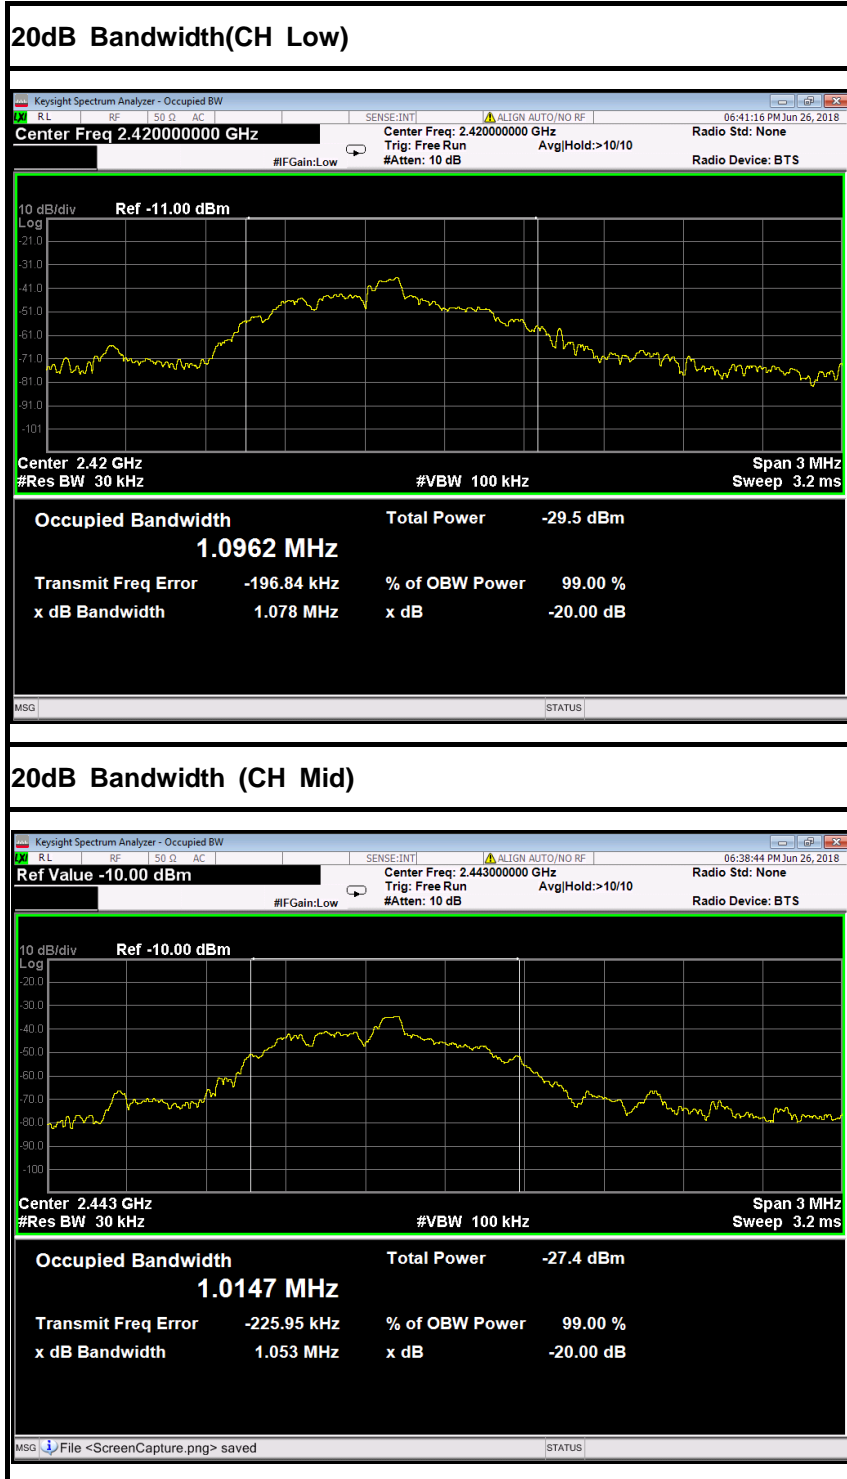 20dB Bandwidth(CH Low)
Keysight Spectrum Analyzer - Occupied BW
LXI RL RF 50 Ω AC SENSE:INT ALIGN AUTO/NO RF 06:41:16 PM Jun 26, 2018
Center Freq 2.420000000 GHz Center Freq: 2.420000000 GHz Radio Std: None
Trig: Free Run Avg|Hold:>10/10
#IFGain:Low #Atten: 10 dB Radio Device: BTS
10 dB/div Ref -11.00 dBm
Log
-21.0
-31.0
-41.0
-51.0
-61.0
-71.0
-81.0
-91.0
-101
Center 2.42 GHz Span 3 MHz
#Res BW 30 kHz #VBW 100 kHz Sweep 3.2 ms
Occupied Bandwidth Total Power -29.5 dBm
1.0962 MHz
Transmit Freq Error -196.84 kHz % of OBW Power 99.00 %
x dB Bandwidth 1.078 MHz x dB -20.00 dB
MSG STATUS
20dB Bandwidth (CH Mid)
Keysight Spectrum Analyzer - Occupied BW
LXI RL RF 50 Ω AC SENSE:INT ALIGN AUTO/NO RF 06:38:44 PM Jun 26, 2018
Ref Value -10.00 dBm Center Freq: 2.443000000 GHz Radio Std: None
Trig: Free Run Avg|Hold:>10/10
#IFGain:Low #Atten: 10 dB Radio Device: BTS
10 dB/div Ref -10.00 dBm
Log
-20.0
-30.0
-40.0
-50.0
-60.0
-70.0
-80.0
-90.0
-100
Center 2.443 GHz Span 3 MHz
#Res BW 30 kHz #VBW 100 kHz Sweep 3.2 ms
Occupied Bandwidth Total Power -27.4 dBm
1.0147 MHz
Transmit Freq Error -225.95 kHz % of OBW Power 99.00 %
x dB Bandwidth 1.053 MHz x dB -20.00 dB
MSG File <ScreenCapture.png> saved STATUS